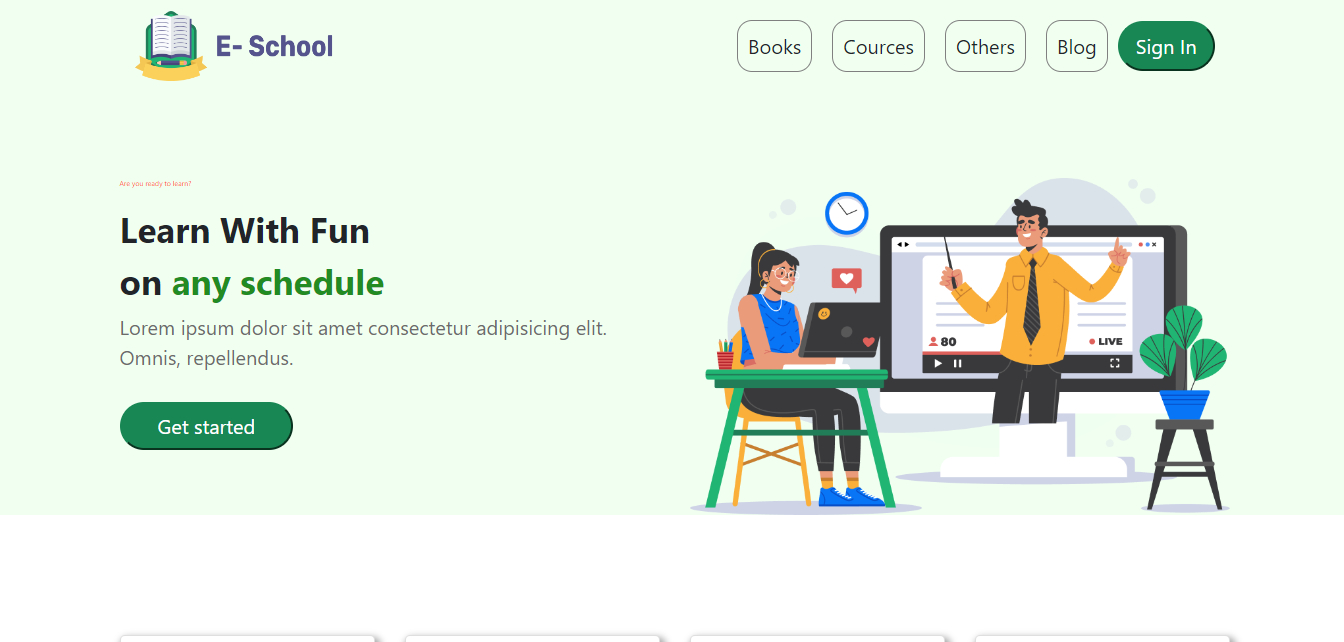 E- School
Books
Cources
Others
Blog
Sign In
Are you ready to learn?
Learn With Fun
on any schedule
Lorem ipsum dolor sit amet consectetur adipisicing elit.
Omnis, repellendus.
Get started
80
LIVE